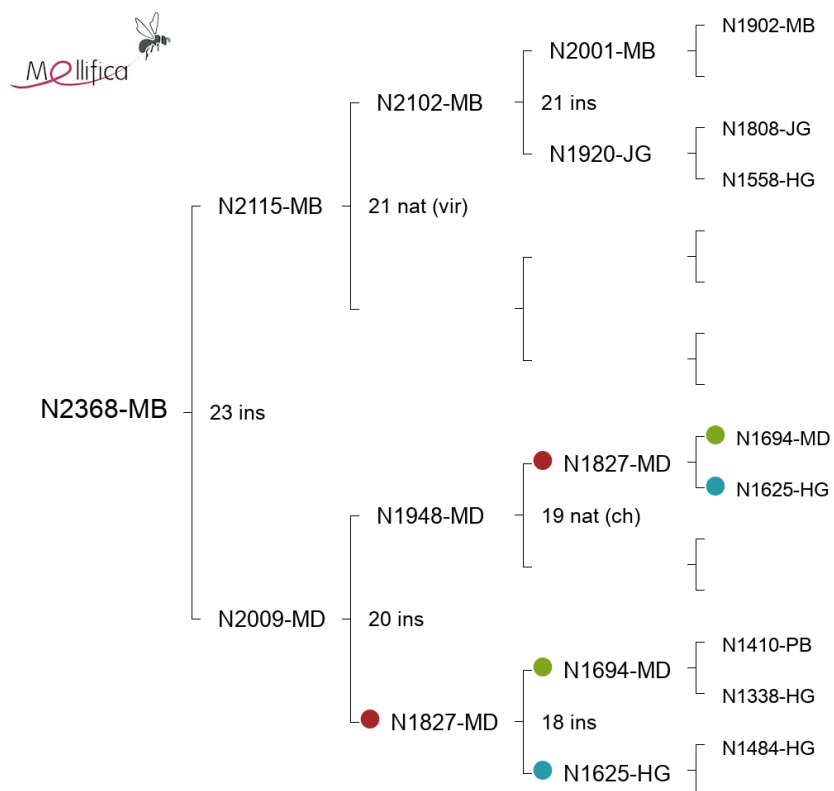 Mellifica
N1902-MB
N2001-MB
N2102-MB
21 ins
N1808-JG
N1920-JG
N1558-HG
N2115-MB
21 nat (vir)
N2368-MB
23 ins
N1694-MD
N1827-MD
N1625-HG
N1948-MD
19 nat (ch)
N2009-MD
20 ins
N1410-PB
N1694-MD
N1338-HG
N1827-MD
18 ins
N1484-HG
N1625-HG